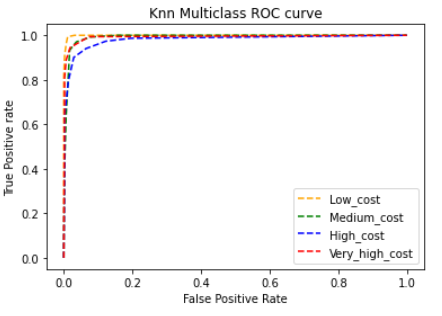 Knn Multiclass ROC curve
True Positive rate
1.0
0.8
0.6
0.4
0.2
0.0
Low_cost
Medium_cost
High_cost
Very_high_cost
0.0 0.2 0.4 0.6 0.8 1.0
False Positive Rate